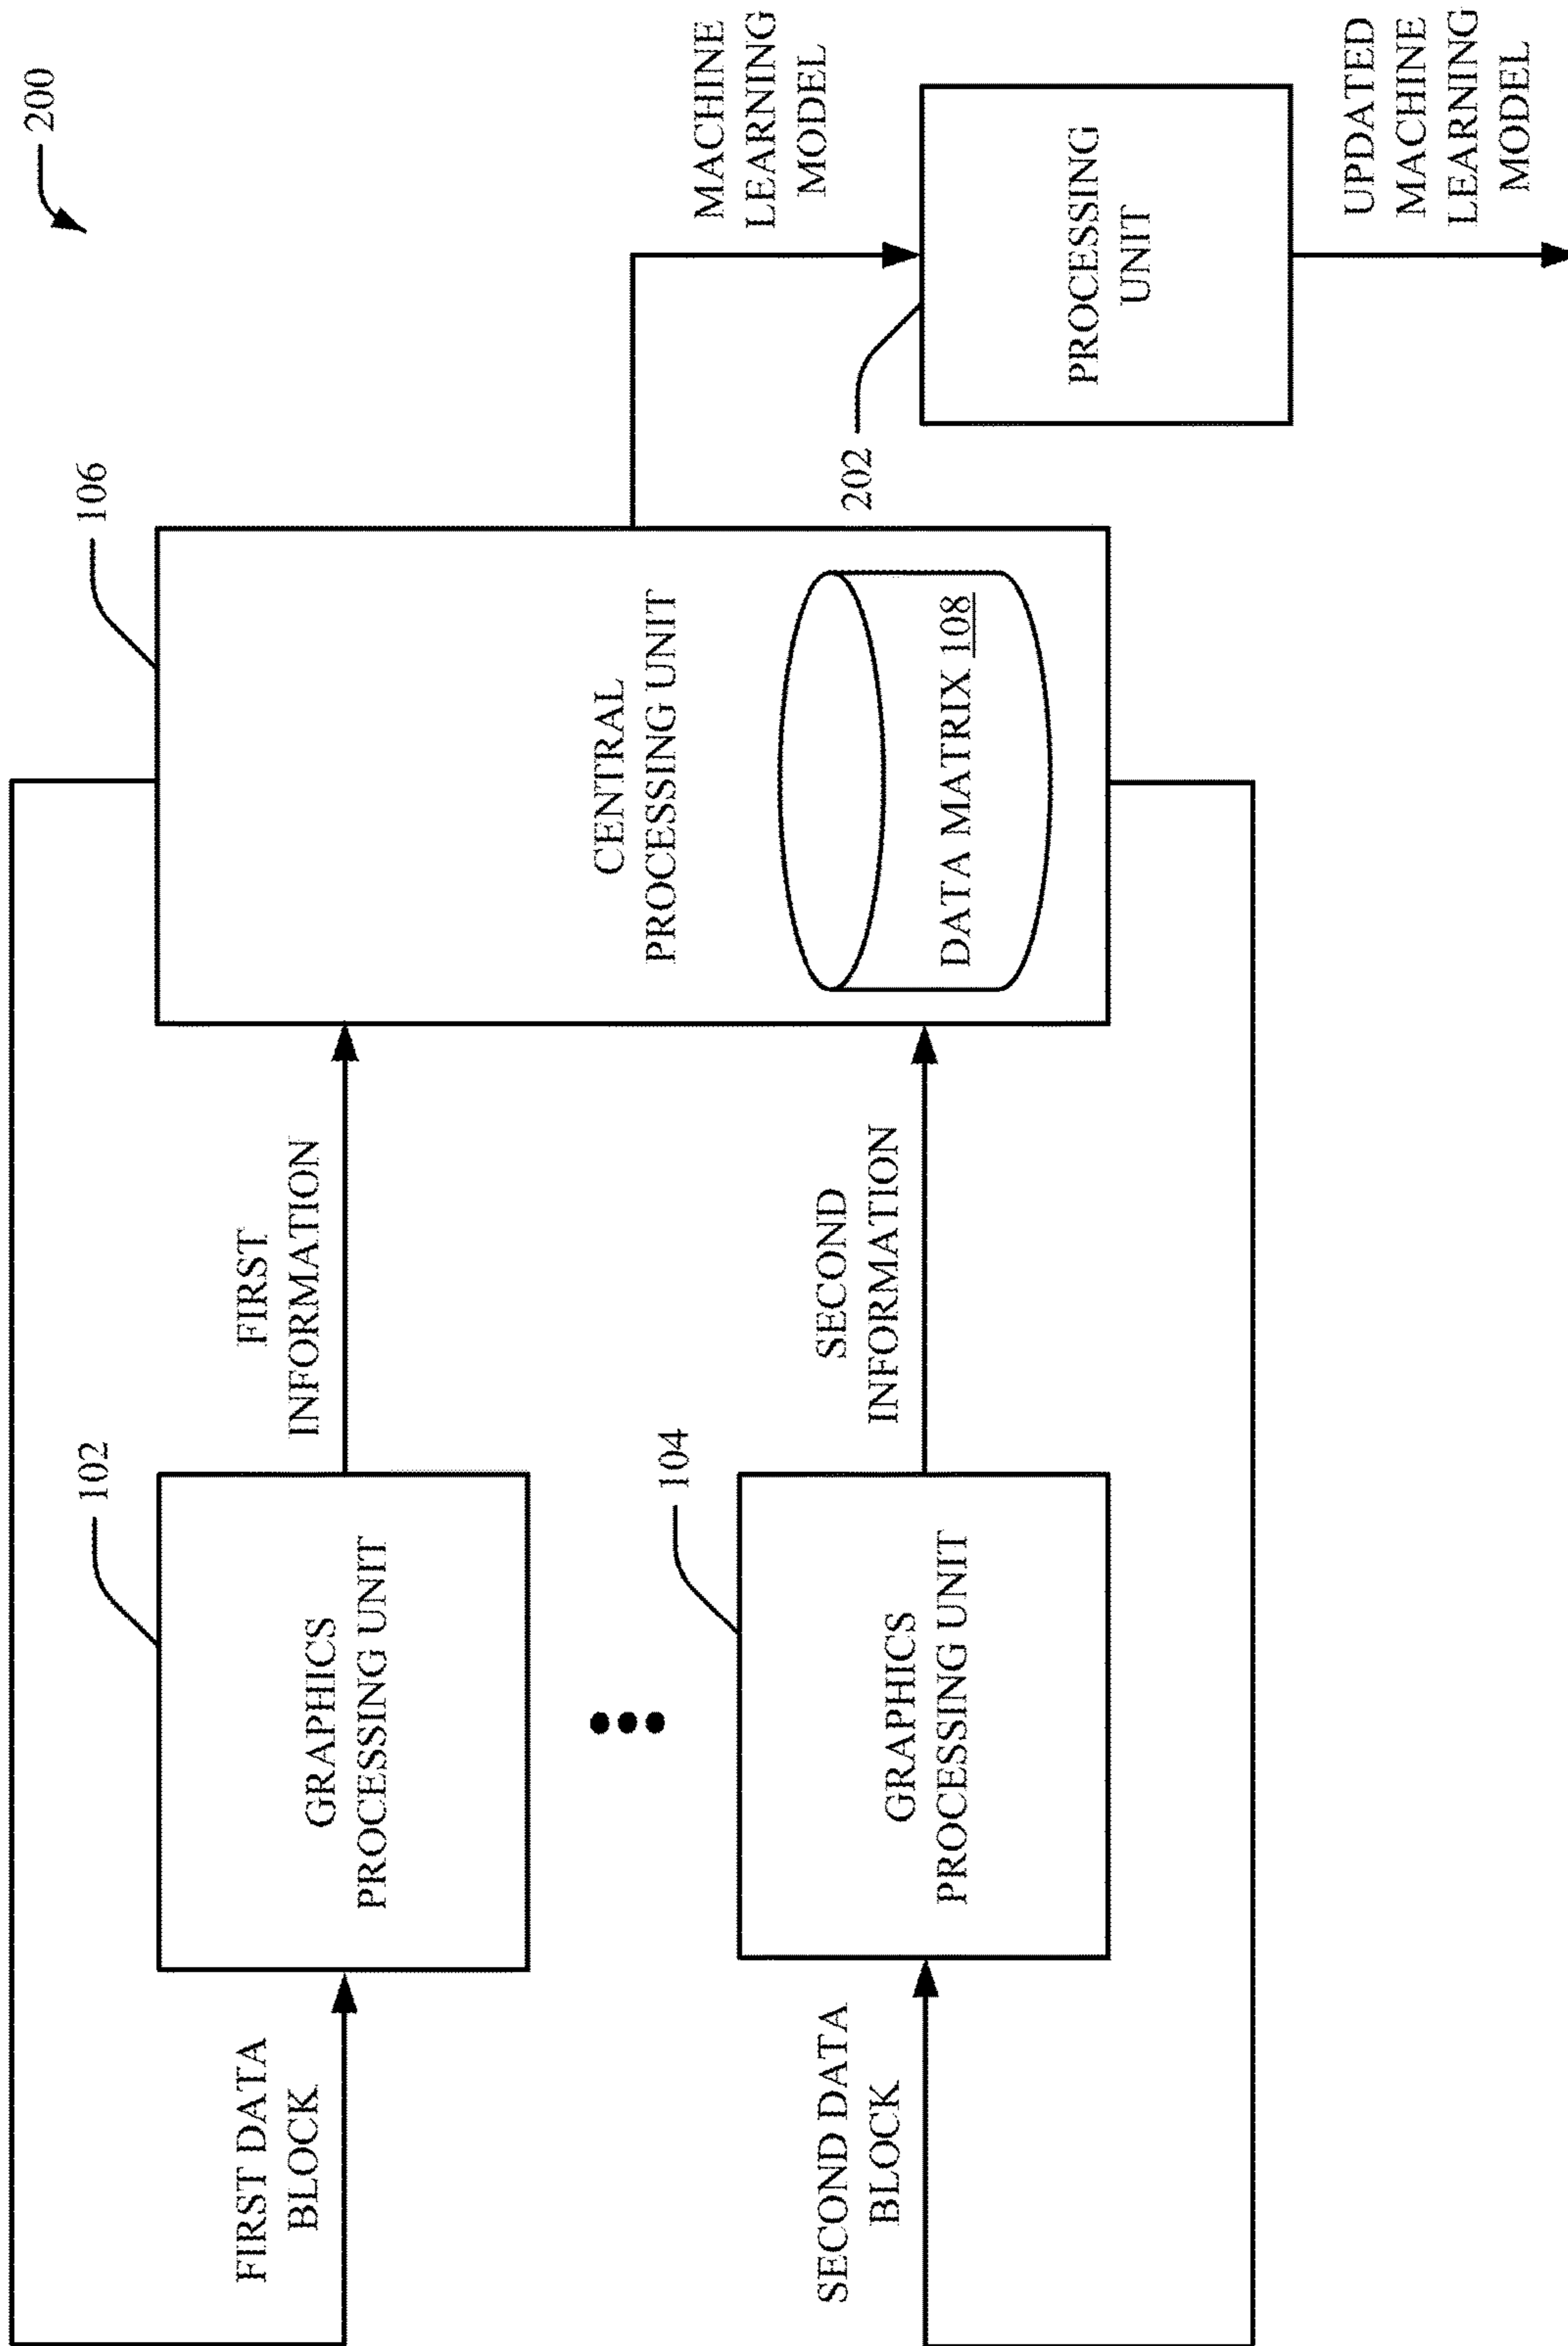 200
106
CENTRAL
PROCESSING UNIT
DATA MATRIX 108
102
GRAPHICS
PROCESSING UNIT
FIRST DATA
BLOCK
FIRST
INFORMATION
104
GRAPHICS
PROCESSING UNIT
SECOND DATA
BLOCK
SECOND
INFORMATION
MACHINE
LEARNING
MODEL
202
PROCESSING
UNIT
UPDATED
MACHINE
LEARNING
MODEL